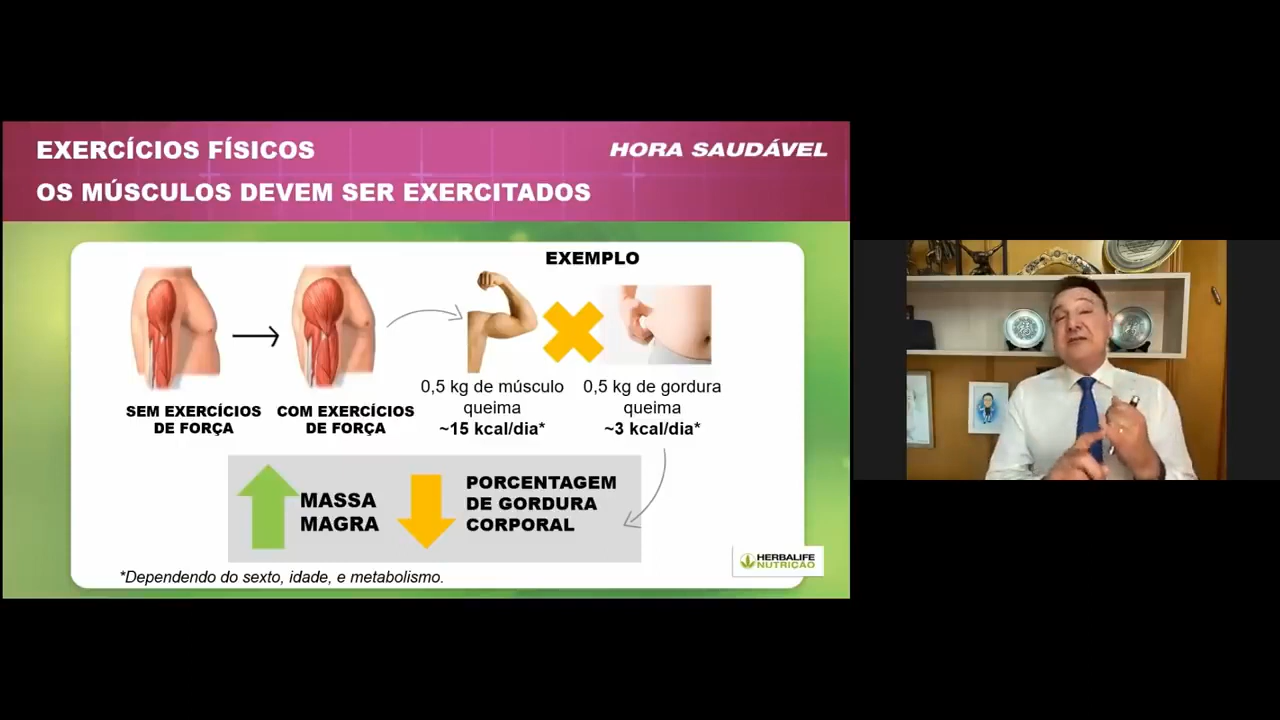 EXERCÍCIOS FÍSICOS
HORA SAUDÁVEL
OS MÚSCULOS DEVEM SER EXERCITADOS
EXEMPLO
SEM EXERCÍCIOS
DE FORÇA
COM EXERCÍCIOS
DE FORÇA
0,5 kg de músculo
queima
~15 kcal/dia*
0,5 kg de gordura
queima
~3 kcal/dia*
MASSA
MAGRA
PORCENTAGEM
DE GORDURA
CORPORAL
HERBALIFE
NUTRIÇÃO
*Dependendo do sexto, idade, e metabolismo.